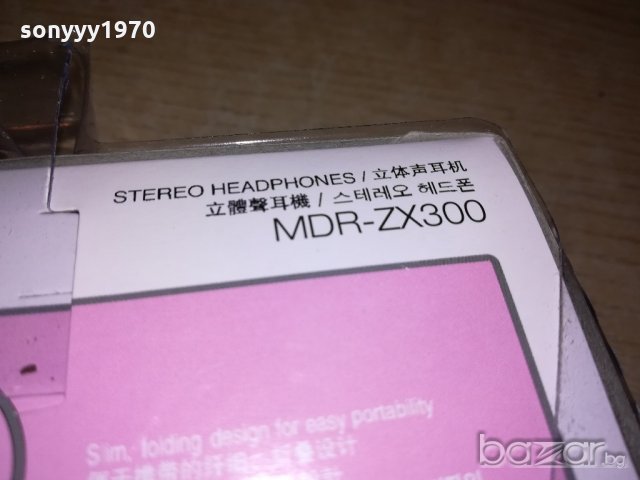 sonyyy1970
STEREO HEADPHONES / 立体声耳机
立體聲耳機 / 스테레오 헤드폰
MDR-ZX300
Slim, folding design for easy portability
bazar.bg